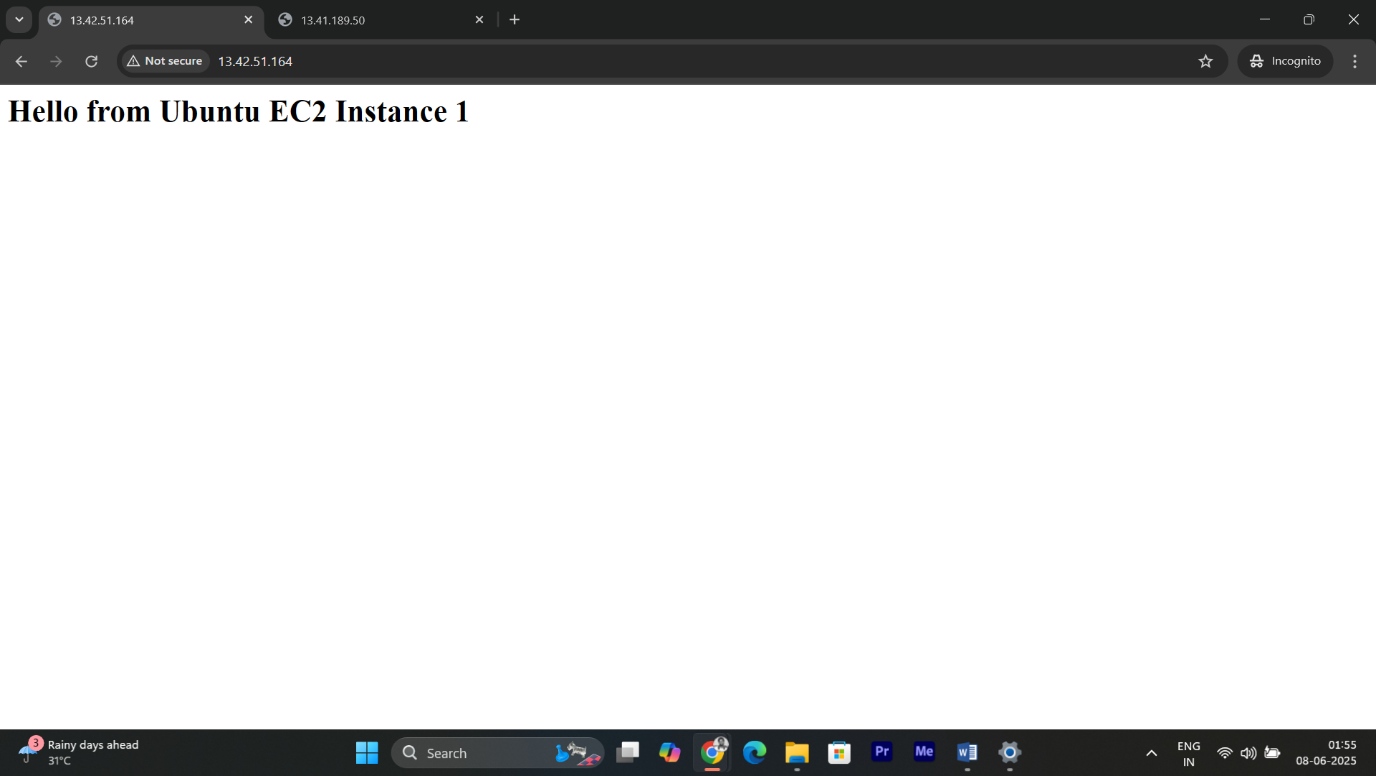 13.42.51.164
13.41.189.50
Not secure
13.42.51.164
Incognito
Hello from Ubuntu EC2 Instance 1
3
Rainy days ahead
31°C
Search
Pr
Me
W
ENG
IN
01:55
08-06-2025